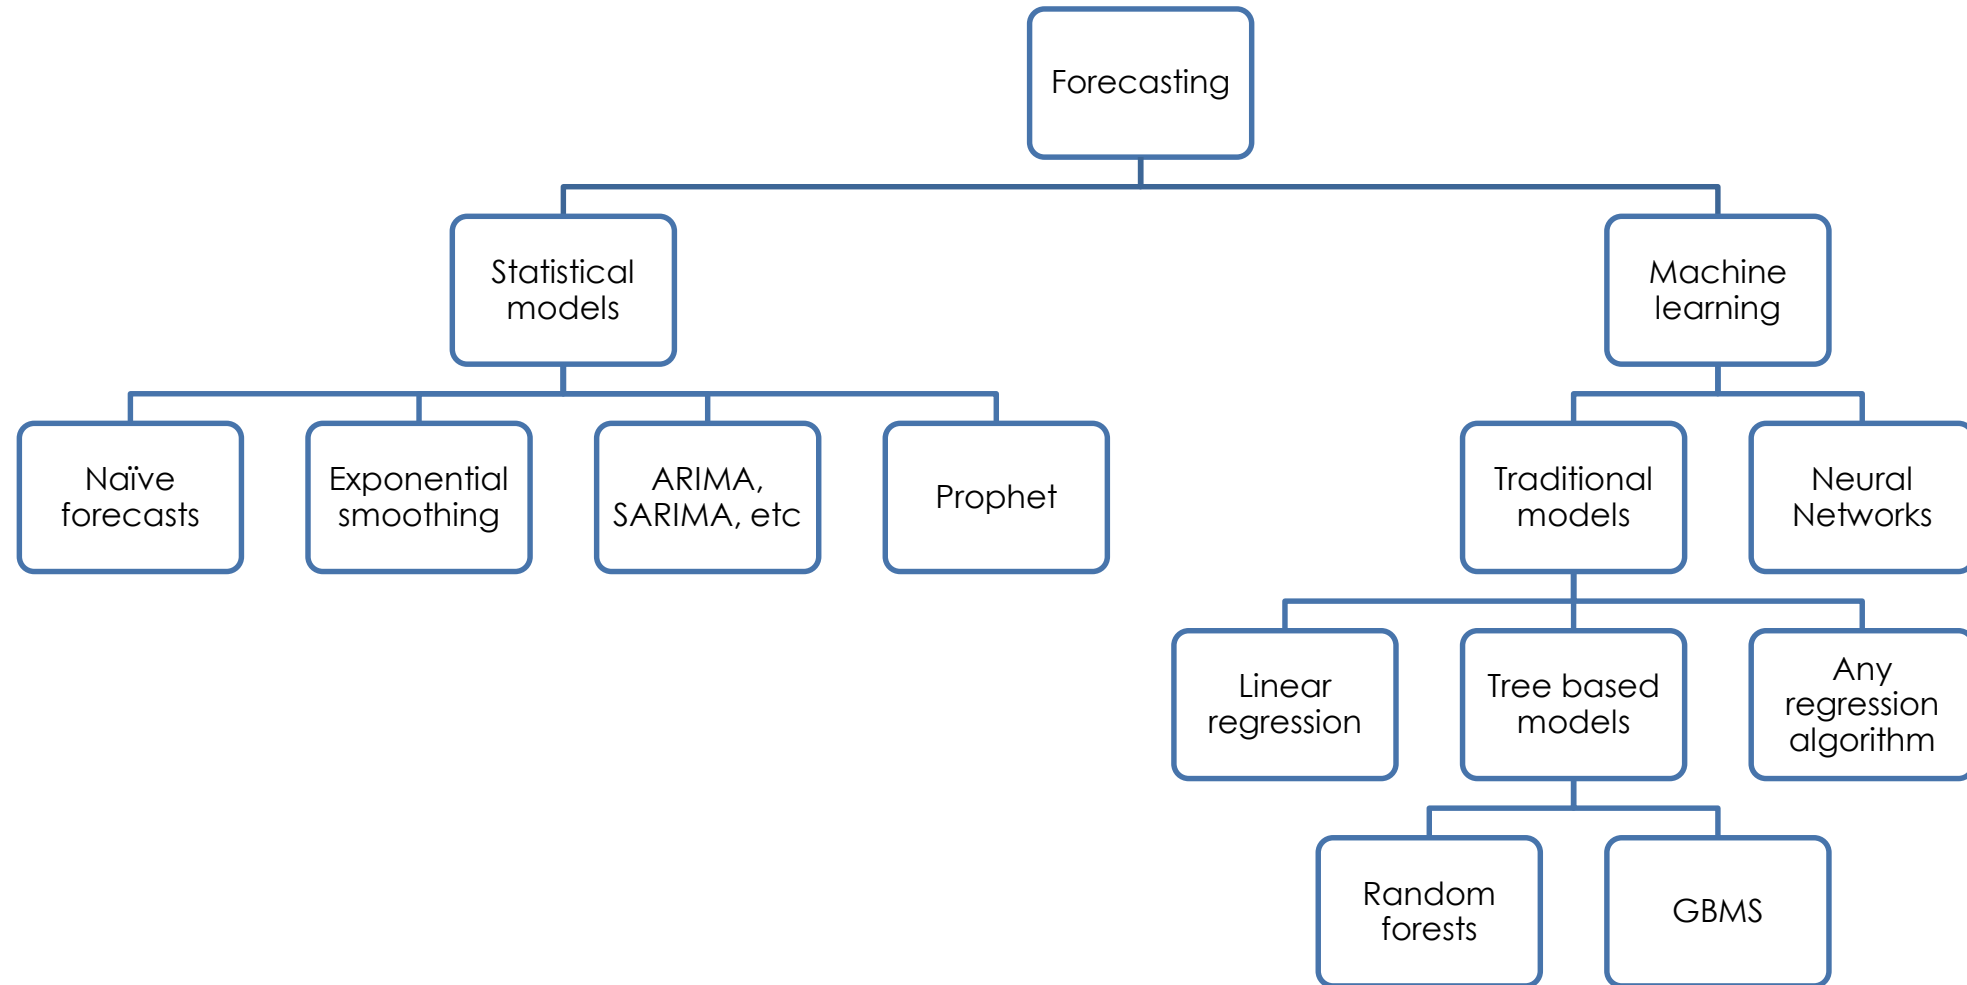 Forecasting
Statistical
models
Machine
learning
Naïve
forecasts
Exponential
smoothing
ARIMA,
SARIMA, etc
Prophet
Traditional
models
Neural
Networks
Linear
regression
Tree based
models
Any
regression
algorithm
Random
forests
GBMS